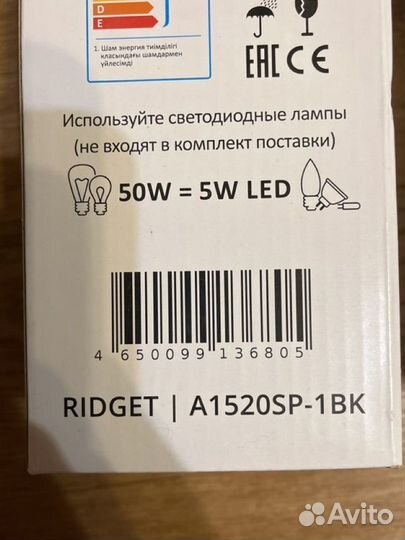 D
E
1. Шам энергия тиімділігі
класындағы шамдармен
үйлесімді
EAC CE
Используйте светодиодные лампы
(не входят в комплект поставки)
50W = 5W LED
4 650099 136805
RIDGET | A1520SP-1BK
Avito